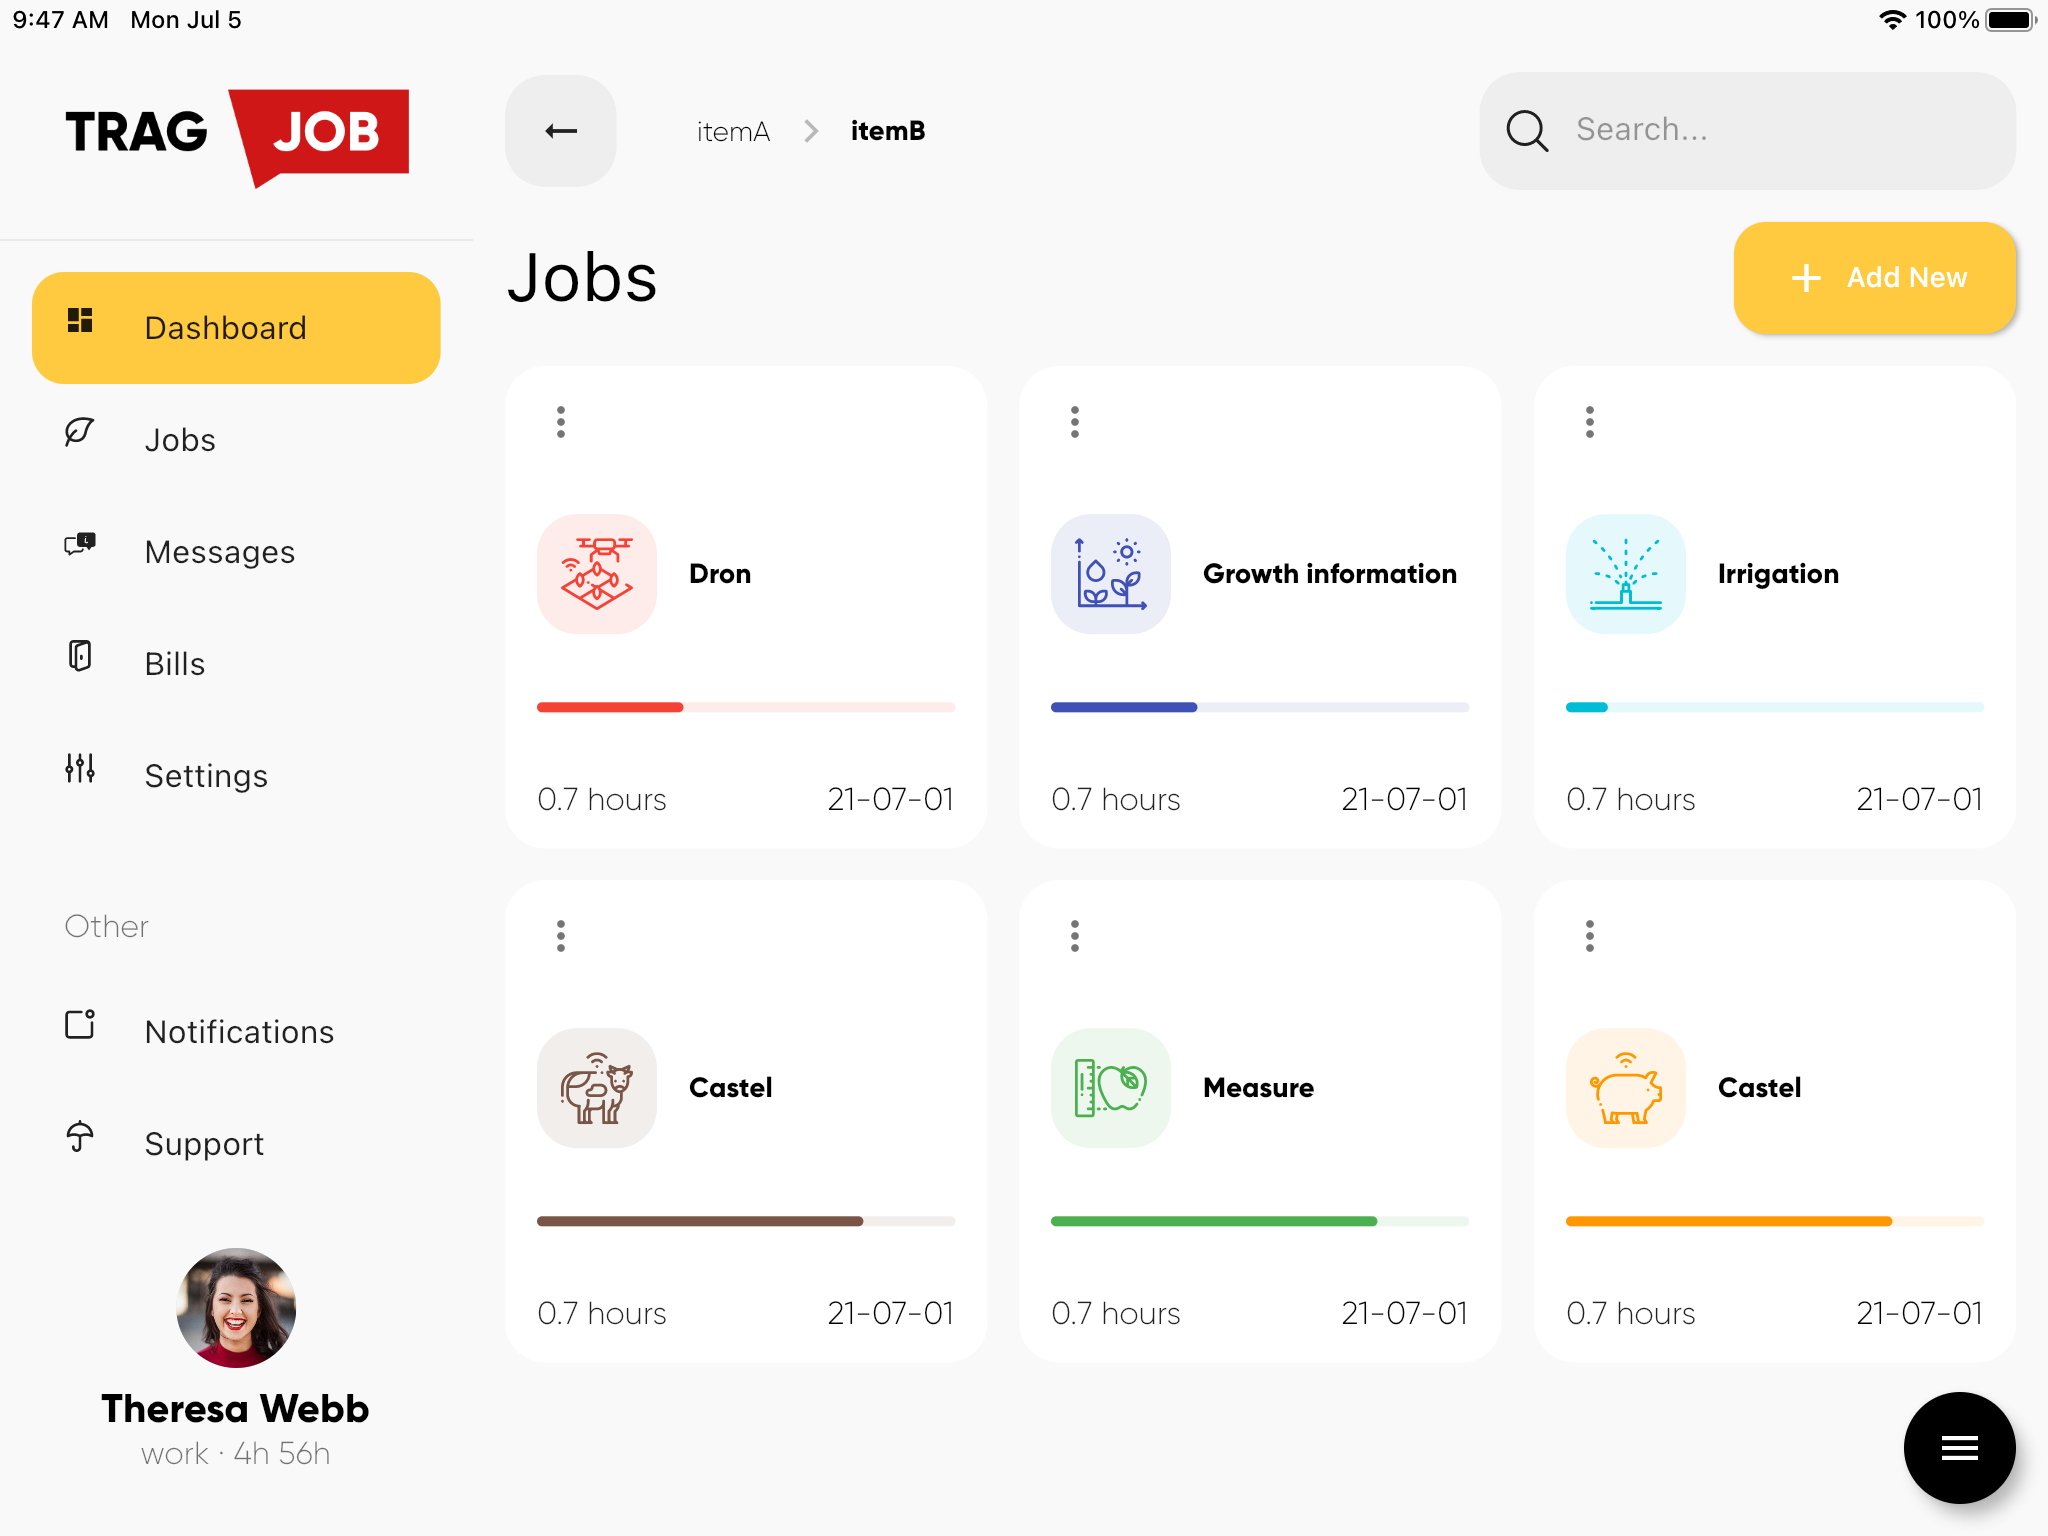 9:47 AM Mon Jul 5
100%
TRAG JOB
itemA > itemB
Search...
Jobs
+ Add New
Dashboard
Jobs
Messages
Bills
Settings
Other
Notifications
Support
Theresa Webb
work · 4h 56h
Dron
0.7 hours 21-07-01
Growth information
0.7 hours 21-07-01
Irrigation
0.7 hours 21-07-01
Castel
0.7 hours 21-07-01
Measure
0.7 hours 21-07-01
Castel
0.7 hours 21-07-01